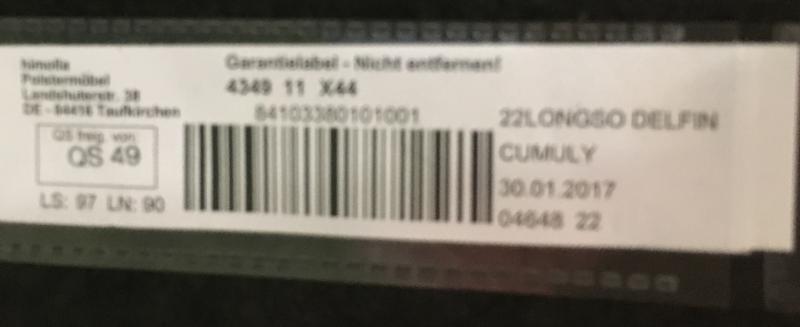 himolla
Polstermöbel
Landshuterstr. 38
DE - 84416 Taufkirchen
QS freig. von
QS 49
LS: 97 LN: 90
Garantielabel - Nicht entfernen!
4349 11 X44
84103380101001
22LONGSO DELFIN
CUMULY
30.01.2017
04648 22